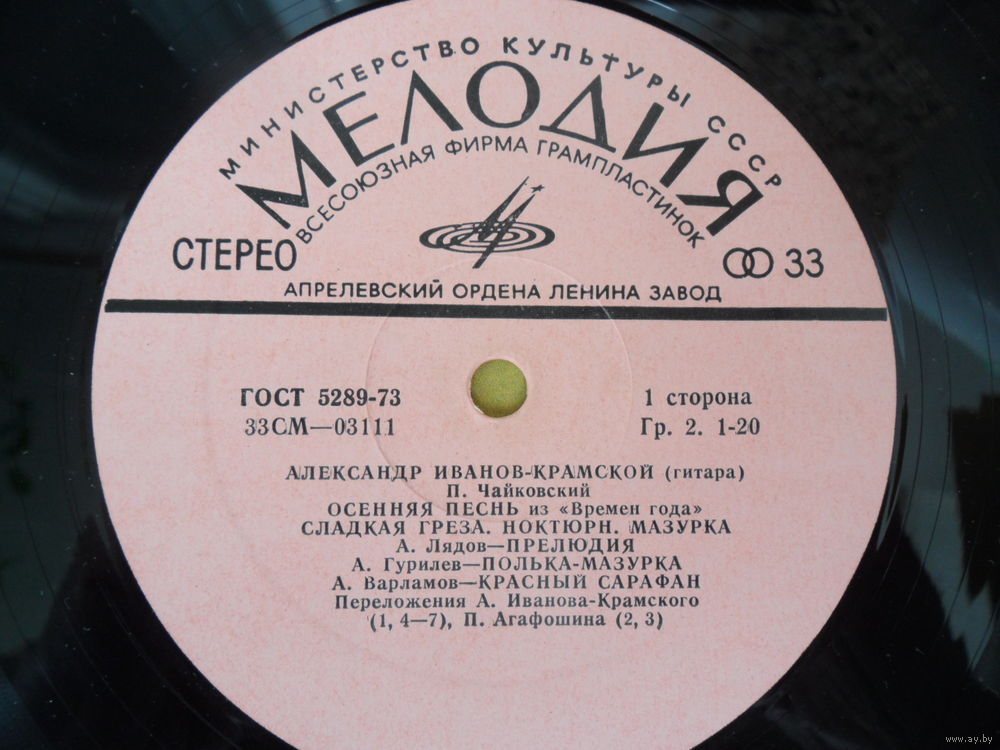 МИНИСТЕРСТВО КУЛЬТУРЫ СССР
МЕЛОДИЯ
ВСЕСОЮЗНАЯ ФИРМА ГРАМПЛАСТИНОК
СТЕРЕО
33
АПРЕЛЕВСКИЙ ОРДЕНА ЛЕНИНА ЗАВОД
ГОСТ 5289-73
1 сторона
33СМ—03111
Гр. 2. 1-20
АЛЕКСАНДР ИВАНОВ-КРАМСКОЙ (гитара)
П. Чайковский
ОСЕННЯЯ ПЕСНЬ из «Времен года»
СЛАДКАЯ ГРЕЗА. НОКТЮРН. МАЗУРКА
А. Лядов—ПРЕЛЮДИЯ
А. Гурилев—ПОЛЬКА-МАЗУРКА
А. Варламов—КРАСНЫЙ САРАФАН
Переложения А. Иванова-Крамского
(1, 4—7), П. Агафошина (2, 3)
www.ay.by